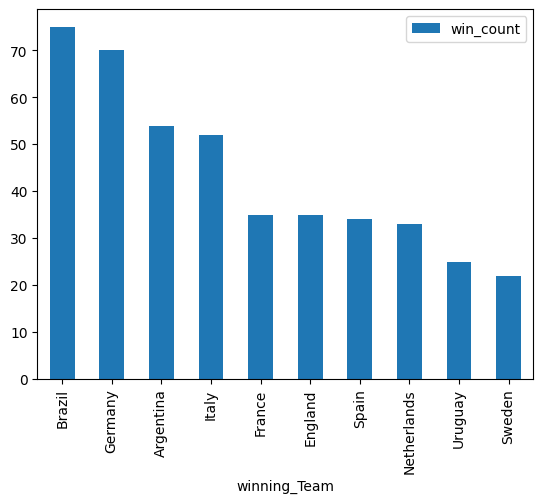 win_count
70
60
50
40
30
20
10
0
Brazil
Germany
Argentina
Italy
France
England
Spain
Netherlands
Uruguay
Sweden
winning_Team